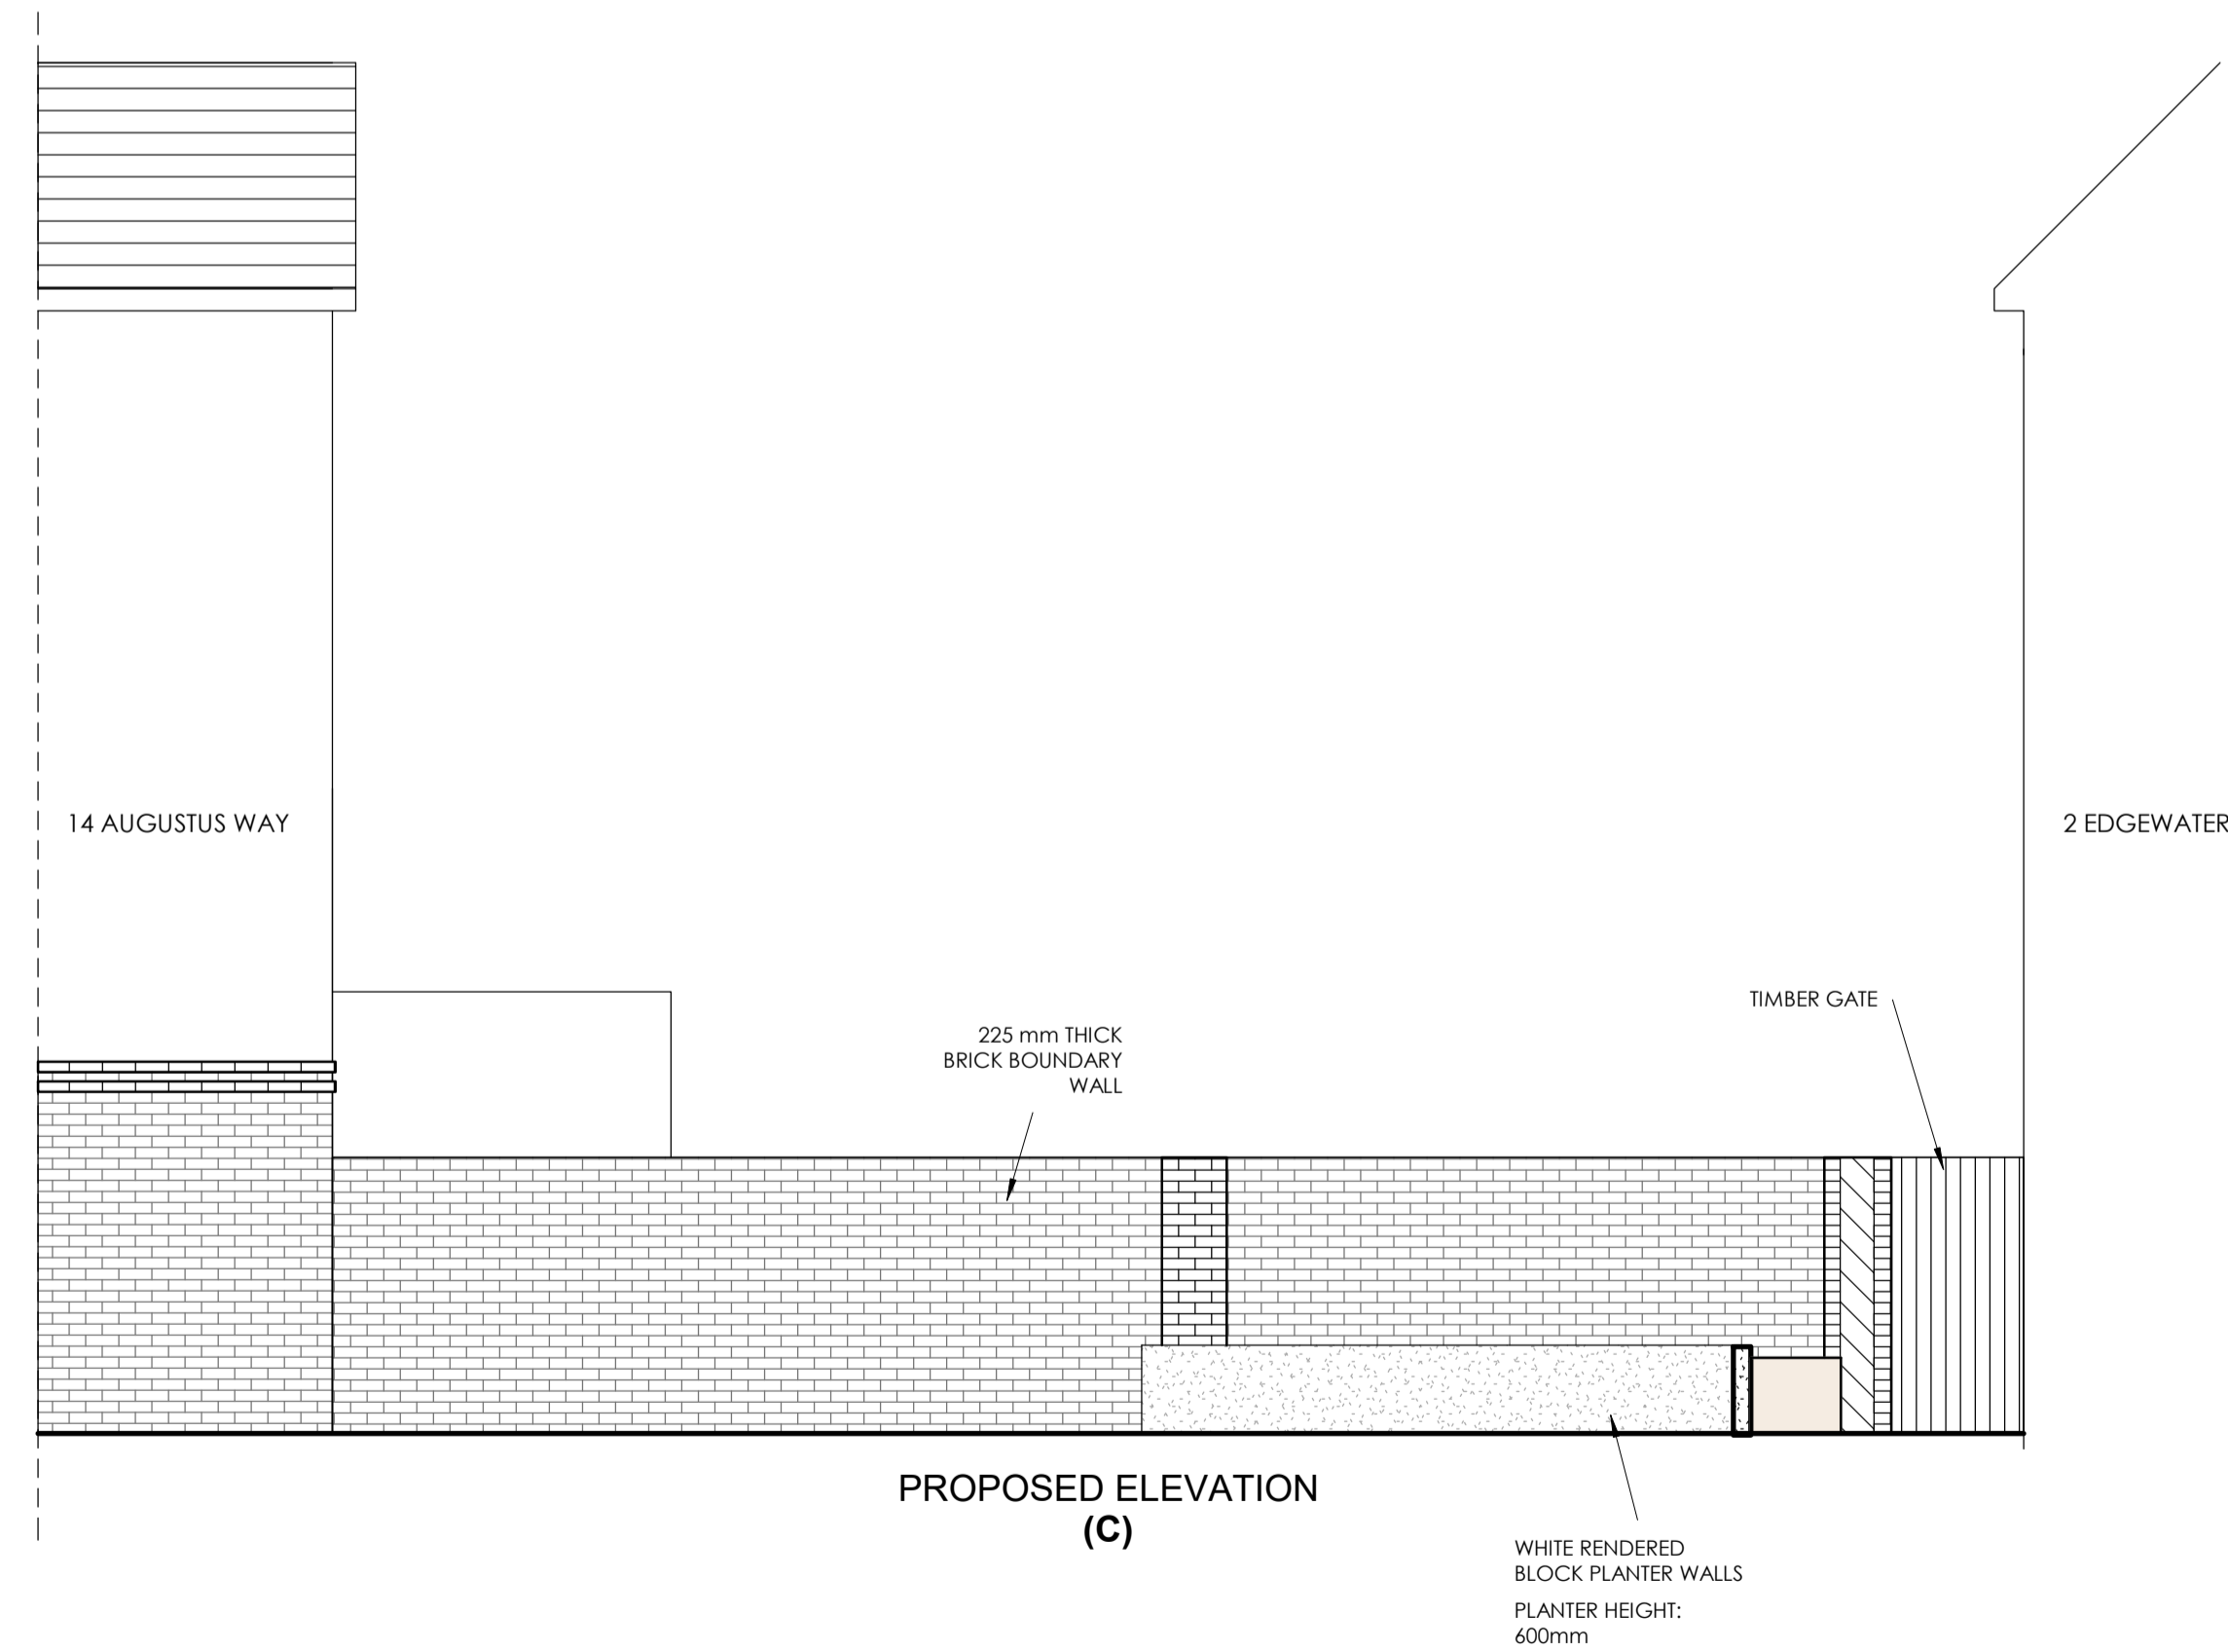 14 AUGUSTUS WAY
2 EDGEWATER
TIMBER GATE
225 mm THICK
BRICK BOUNDARY
WALL
PROPOSED ELEVATION
(C)
WHITE RENDERED
BLOCK PLANTER WALLS
PLANTER HEIGHT:
600mm